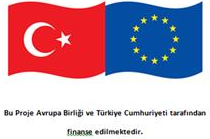 Bu Proje Avrupa Birliği ve Türkiye Cumhuriyeti tarafından
finanse edilmektedir.